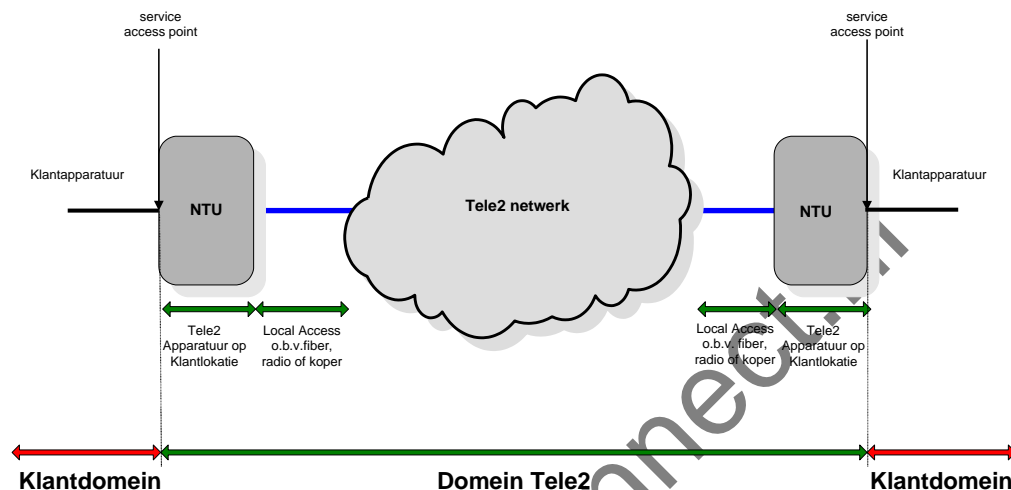 service
access point
service
access point
Klantapparatuur
NTU
Tele2 netwerk
NTU
Klantapparatuur
Tele2
Apparatuur op
Klantlokatie
Local Access
o.b.v.fiber,
radio of koper
Local Access
o.b.v. fiber,
radio of koper
Tele2
Apparatuur op
Klantlokatie
Klantdomein
Domein Tele2
Klantdomein